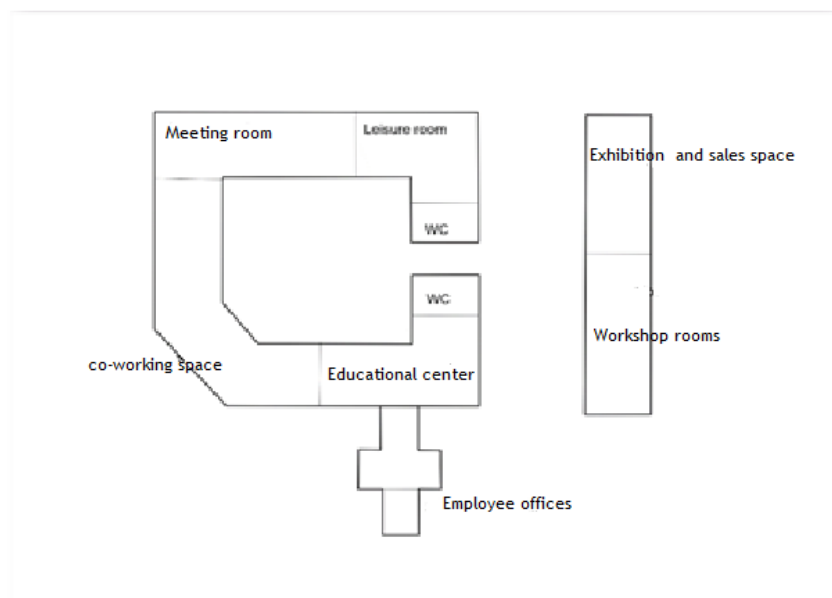 Meeting room
Leisure room
Exhibition and sales space
WC
WC
Workshop rooms
co-working space
Educational center
Employee offices